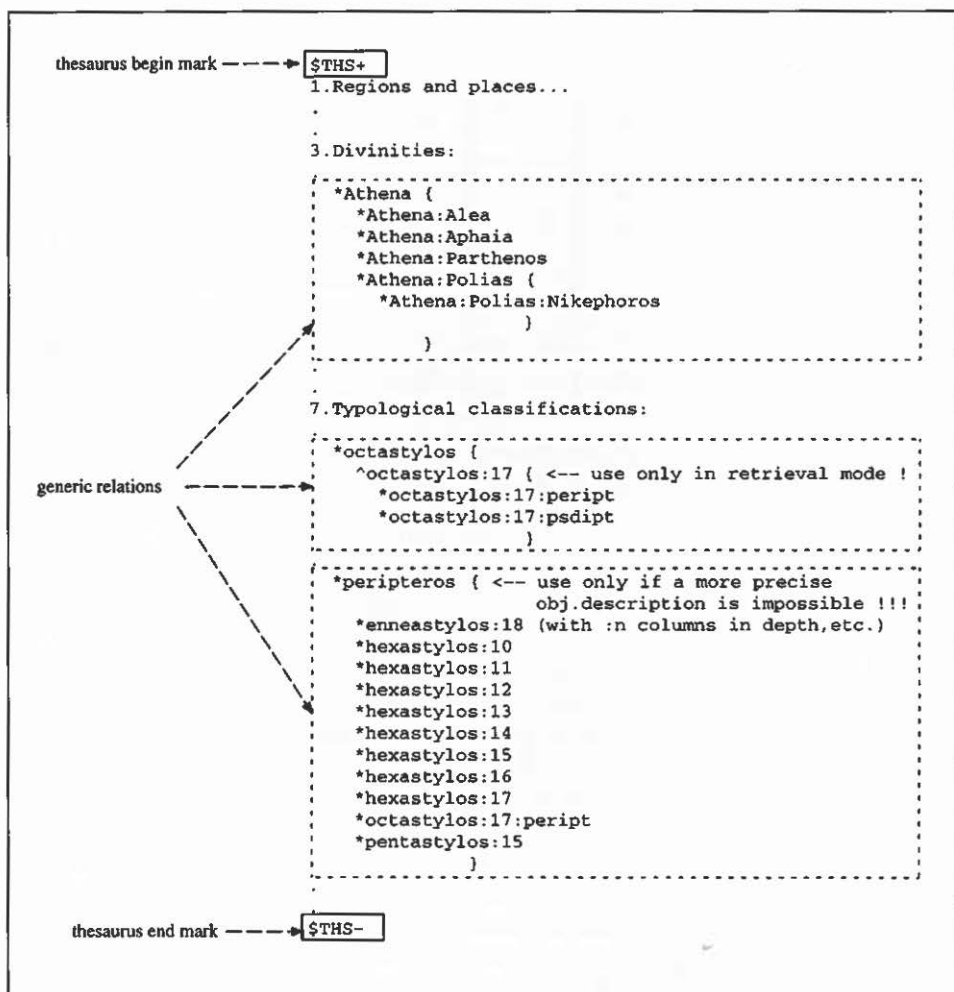 thesaurus begin mark $THS+
1.Regions and places...
.
.
3.Divinities:
*Athena {
*Athena:Alea
*Athena:Aphaia
*Athena:Parthenos
*Athena:Polias {
*Athena:Polias:Nikephoros
}
}
.
7.Typological classifications:
*octastylos {
^octastylos:17 { <-- use only in retrieval mode !
generic relations
*octastylos:17:peript
*octastylos:17:psdipt
}
*peripteros { <-- use only if a more precise
obj.description is impossible !!!
*enneastylos:18 (with :n columns in depth,etc.)
*hexastylos:10
*hexastylos:11
*hexastylos:12
*hexastylos:13
*hexastylos:14
*hexastylos:15
*hexastylos:16
*hexastylos:17
*octastylos:17:peript
*pentastylos:15
}
.
thesaurus end mark $THS-